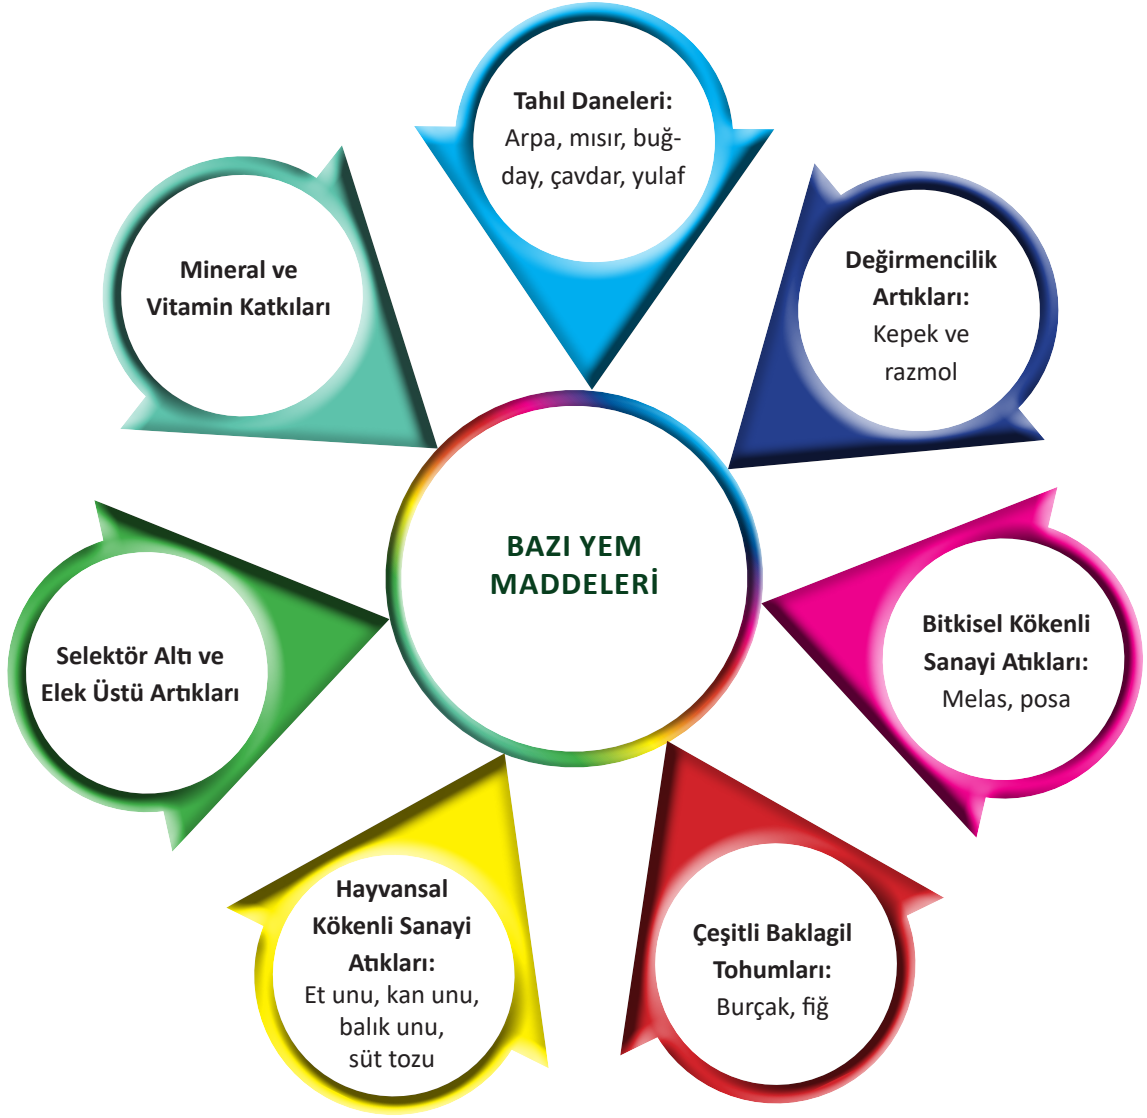 BAZI YEM
MADDELERİ
Tahıl Daneleri:
Arpa, mısır, buğ-
day, çavdar, yulaf
Değirmencilik
Artıkları:
Kepek ve
razmol
Bitkisel Kökenli
Sanayi Atıkları:
Melas, posa
Çeşitli Baklagil
Tohumları:
Burçak, fiğ
Hayvansal
Kökenli Sanayi
Atıkları:
Et unu, kan unu,
balık unu,
süt tozu
Selektör Altı ve
Elek Üstü Artıkları
Mineral ve
Vitamin Katkıları